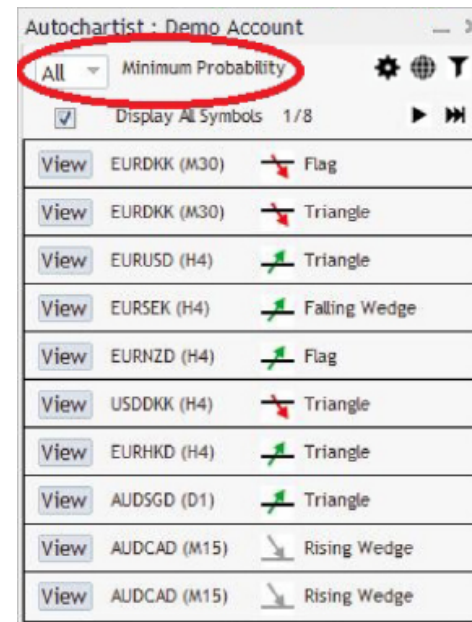 Autochartist : Demo Account
All Minimum Probability
Display All Symbols 1/8
View EURDKK (M30) Flag
View EURDKK (M30) Triangle
View EURUSD (H4) Triangle
View EURSEK (H4) Falling Wedge
View EURNZD (H4) Flag
View USDDKK (H4) Triangle
View EURHKD (H4) Triangle
View AUDSGD (D1) Triangle
View AUDCAD (M15) Rising Wedge
View AUDCAD (M15) Rising Wedge